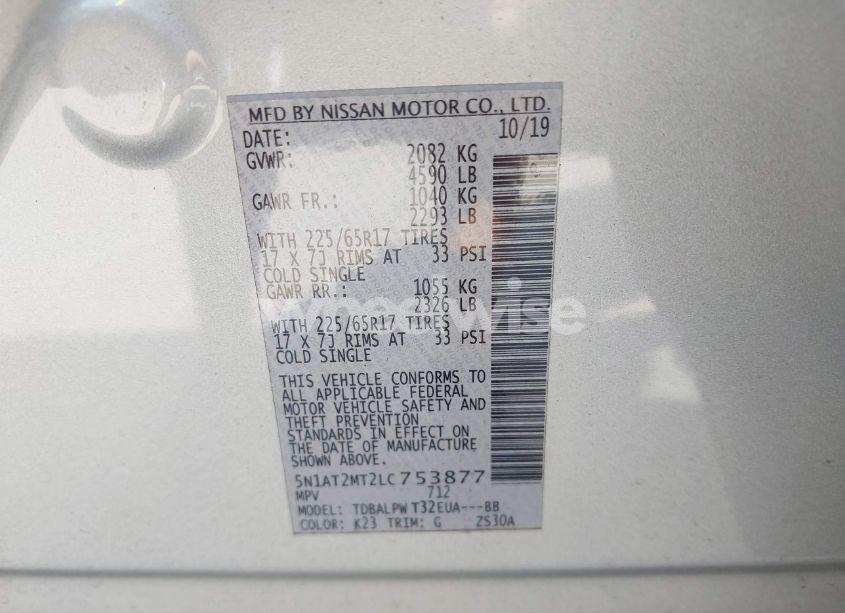 MFD BY NISSAN MOTOR CO., LTD.
DATE: 10/19
GVWR: 2082 KG
4590 LB
GAWR FR.: 1040 KG
2293 LB
WITH 225/65R17 TIRES
17 X 7J RIMS AT 33 PSI
COLD SINGLE
GAWR RR.: 1055 KG
2326 LB
WITH 225/65R17 TIRES
17 X 7J RIMS AT 33 PSI
COLD SINGLE
THIS VEHICLE CONFORMS TO
ALL APPLICABLE FEDERAL
MOTOR VEHICLE SAFETY AND
THEFT PREVENTION
STANDARDS IN EFFECT ON
THE DATE OF MANUFACTURE
SHOWN ABOVE.
5N1AT2MT2LC753877
MPV 712
MODEL: TDBALPW T32EUA---BB
COLOR: K23 TRIM: G ZS30A